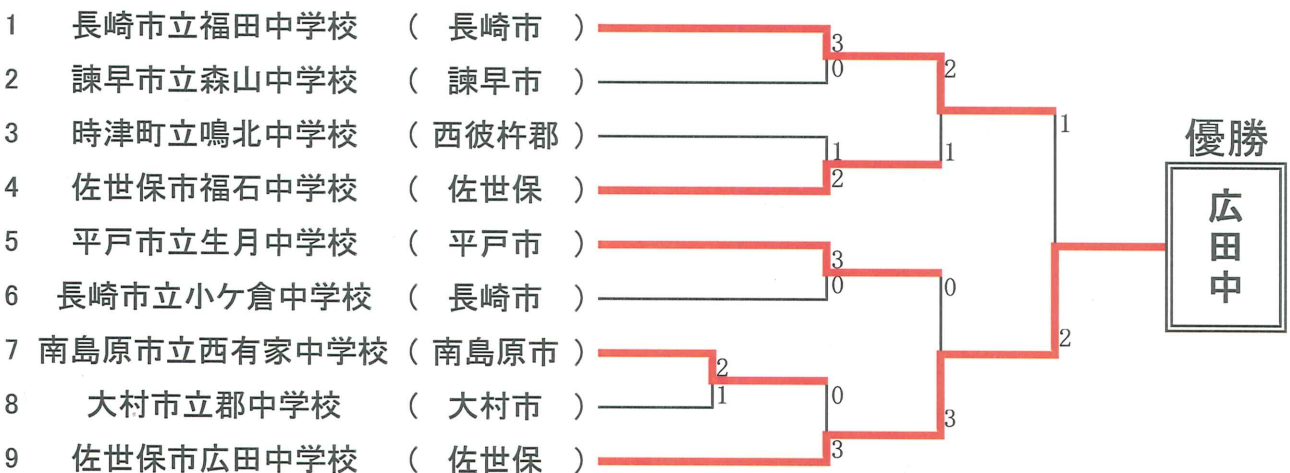 1 長崎市立福田中学校 ( 長崎市 )
2 諫早市立森山中学校 ( 諫早市 )
3 時津町立鳴北中学校 ( 西彼杵郡 )
4 佐世保市福石中学校 ( 佐世保 )
5 平戸市立生月中学校 ( 平戸市 )
6 長崎市立小ケ倉中学校 ( 長崎市 )
7 南島原市立西有家中学校 ( 南島原市 )
8 大村市立郡中学校 ( 大村市 )
9 佐世保市広田中学校 ( 佐世保 )
3
0
1
2
3
0
2
1
0
3
2
1
0
3
1
2
優勝
広田中